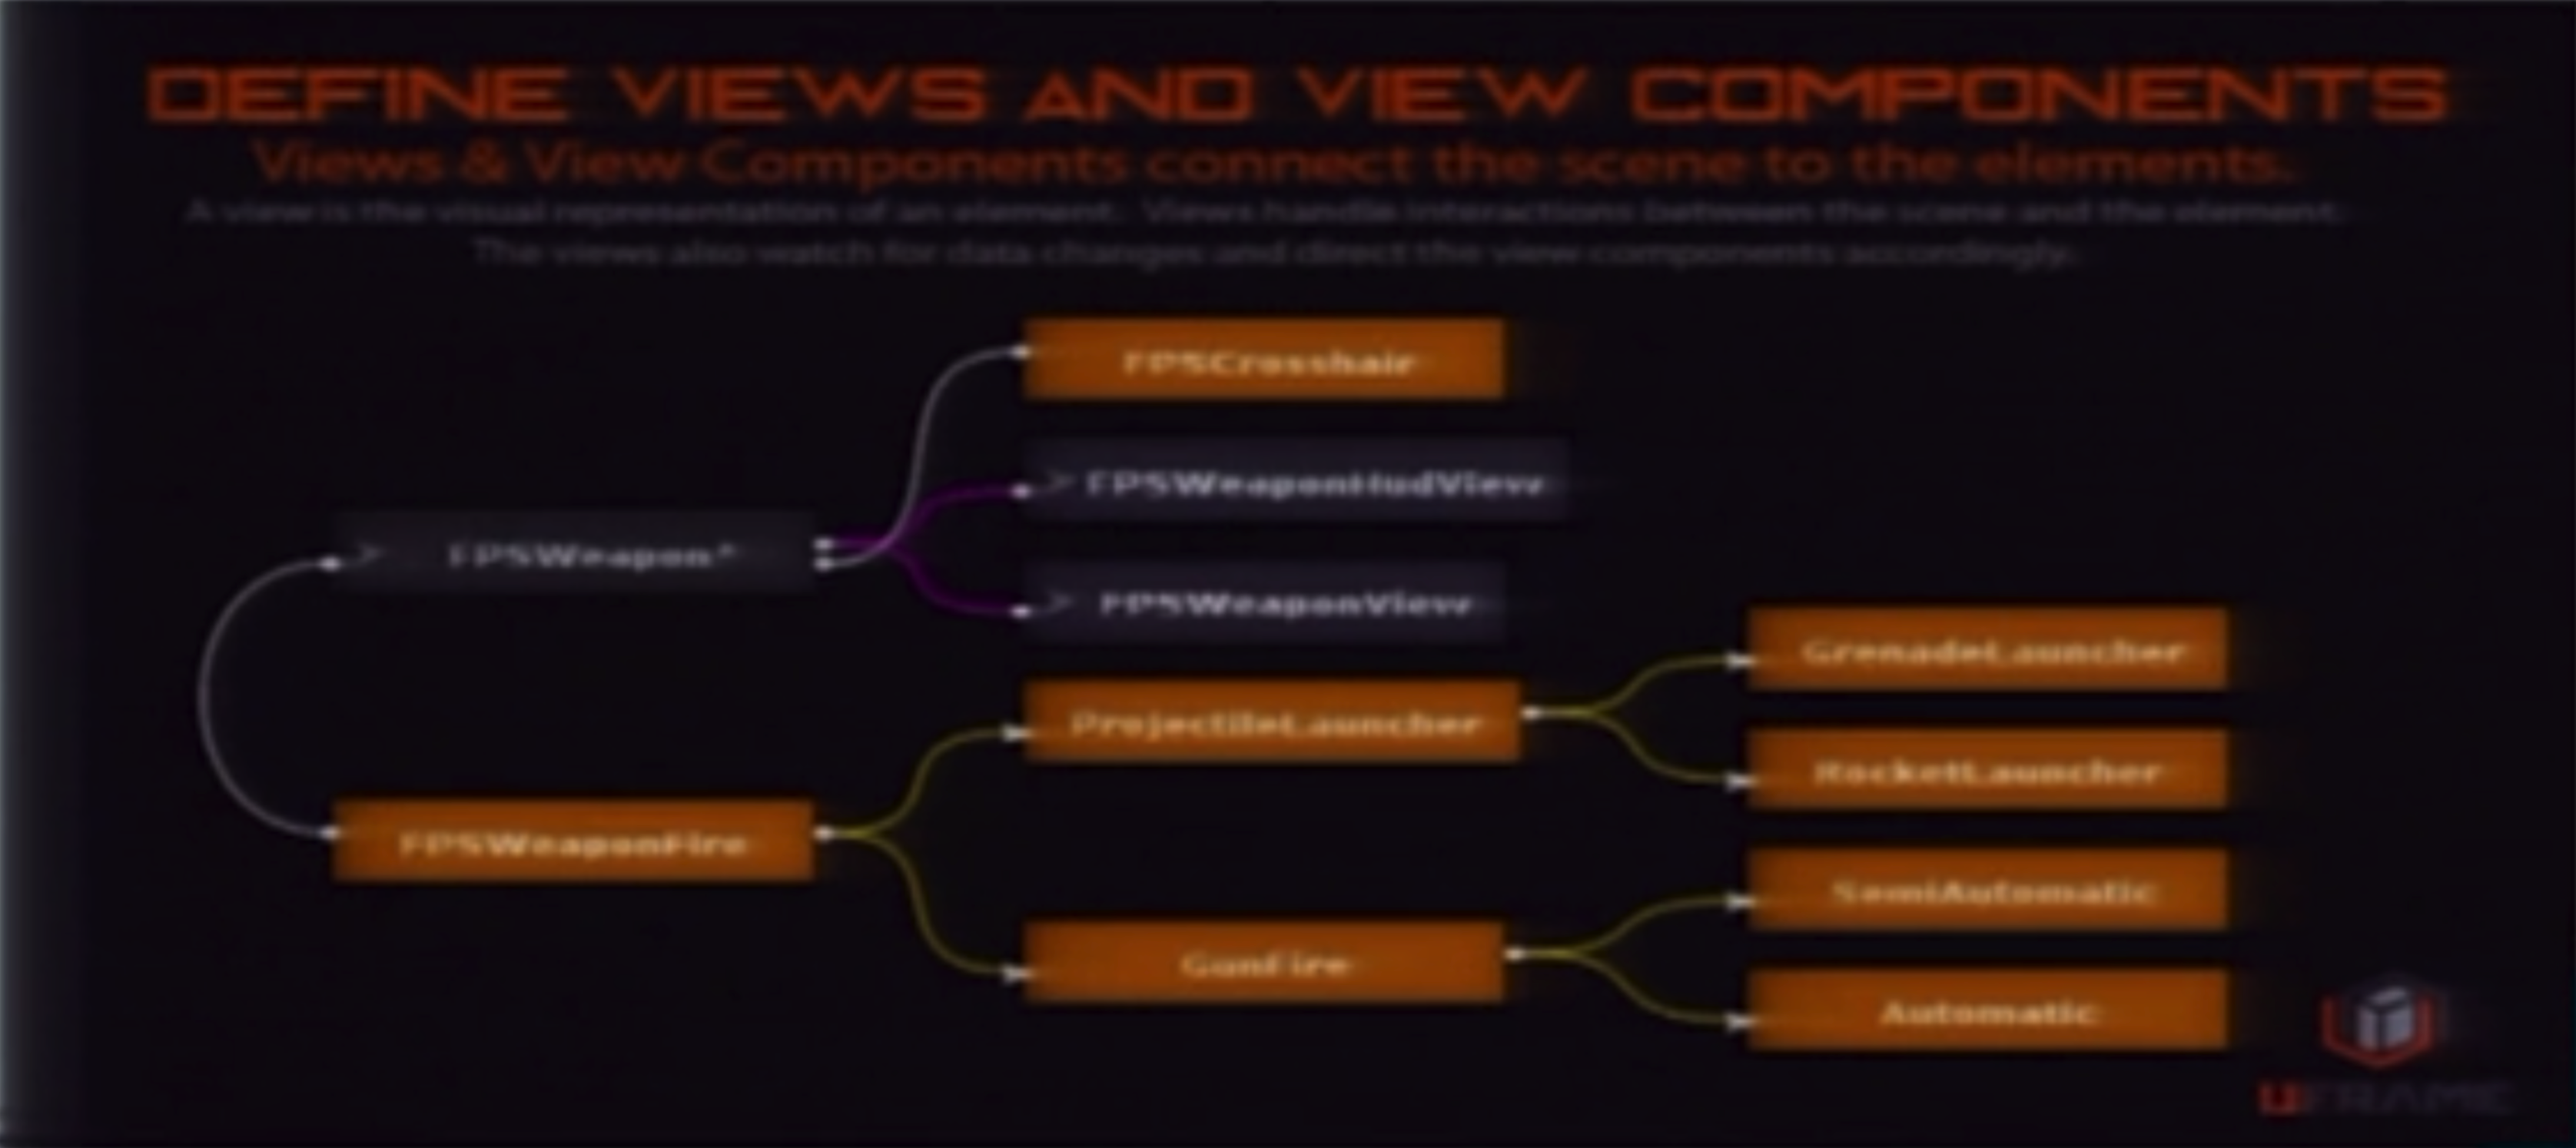 DEFINE VIEWS AND VIEW COMPONENTS
Views & View Components connect the scene to the elements.
A view is the visual representation of an element. Views handle interactions between the scene and the element.
The views also watch for data changes and direct the view components accordingly.
FPSCrosshair
> FPSWeaponHudView
> FPSWeapon*
> FPSWeaponView
GrenadeLauncher
ProjectileLauncher
RocketLauncher
FPSWeaponFire
SemiAutomatic
GunFire
Automatic
UFRAME